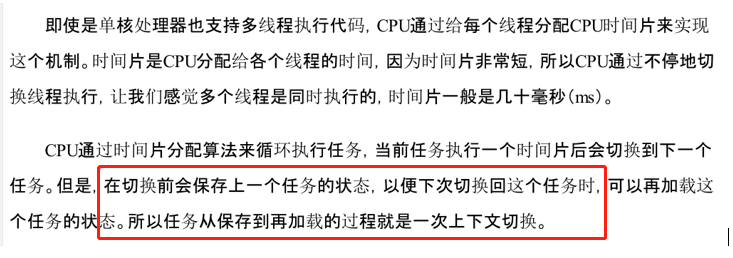 即使是单核处理器也支持多线程执行代码，CPU通过给每个线程分配CPU时间片来实现
这个机制。时间片是CPU分配给各个线程的时间，因为时间片非常短，所以CPU通过不停地切
换线程执行，让我们感觉多个线程是同时执行的，时间片一般是几十毫秒（ms）。
CPU通过时间片分配算法来循环执行任务，当前任务执行一个时间片后会切换到下一个
任务。但是，在切换前会保存上一个任务的状态，以便下次切换回这个任务时，可以再加载这
个任务的状态。所以任务从保存到再加载的过程就是一次上下文切换。